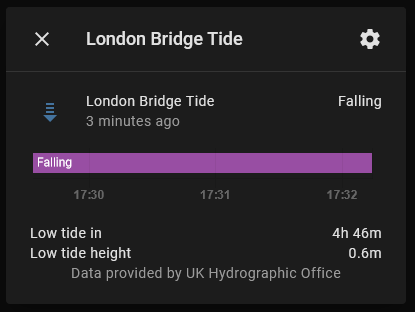 London Bridge Tide
London Bridge Tide Falling
3 minutes ago
Falling
17:30 17:31 17:32
Low tide in 4h 46m
Low tide height 0.6m
Data provided by UK Hydrographic Office